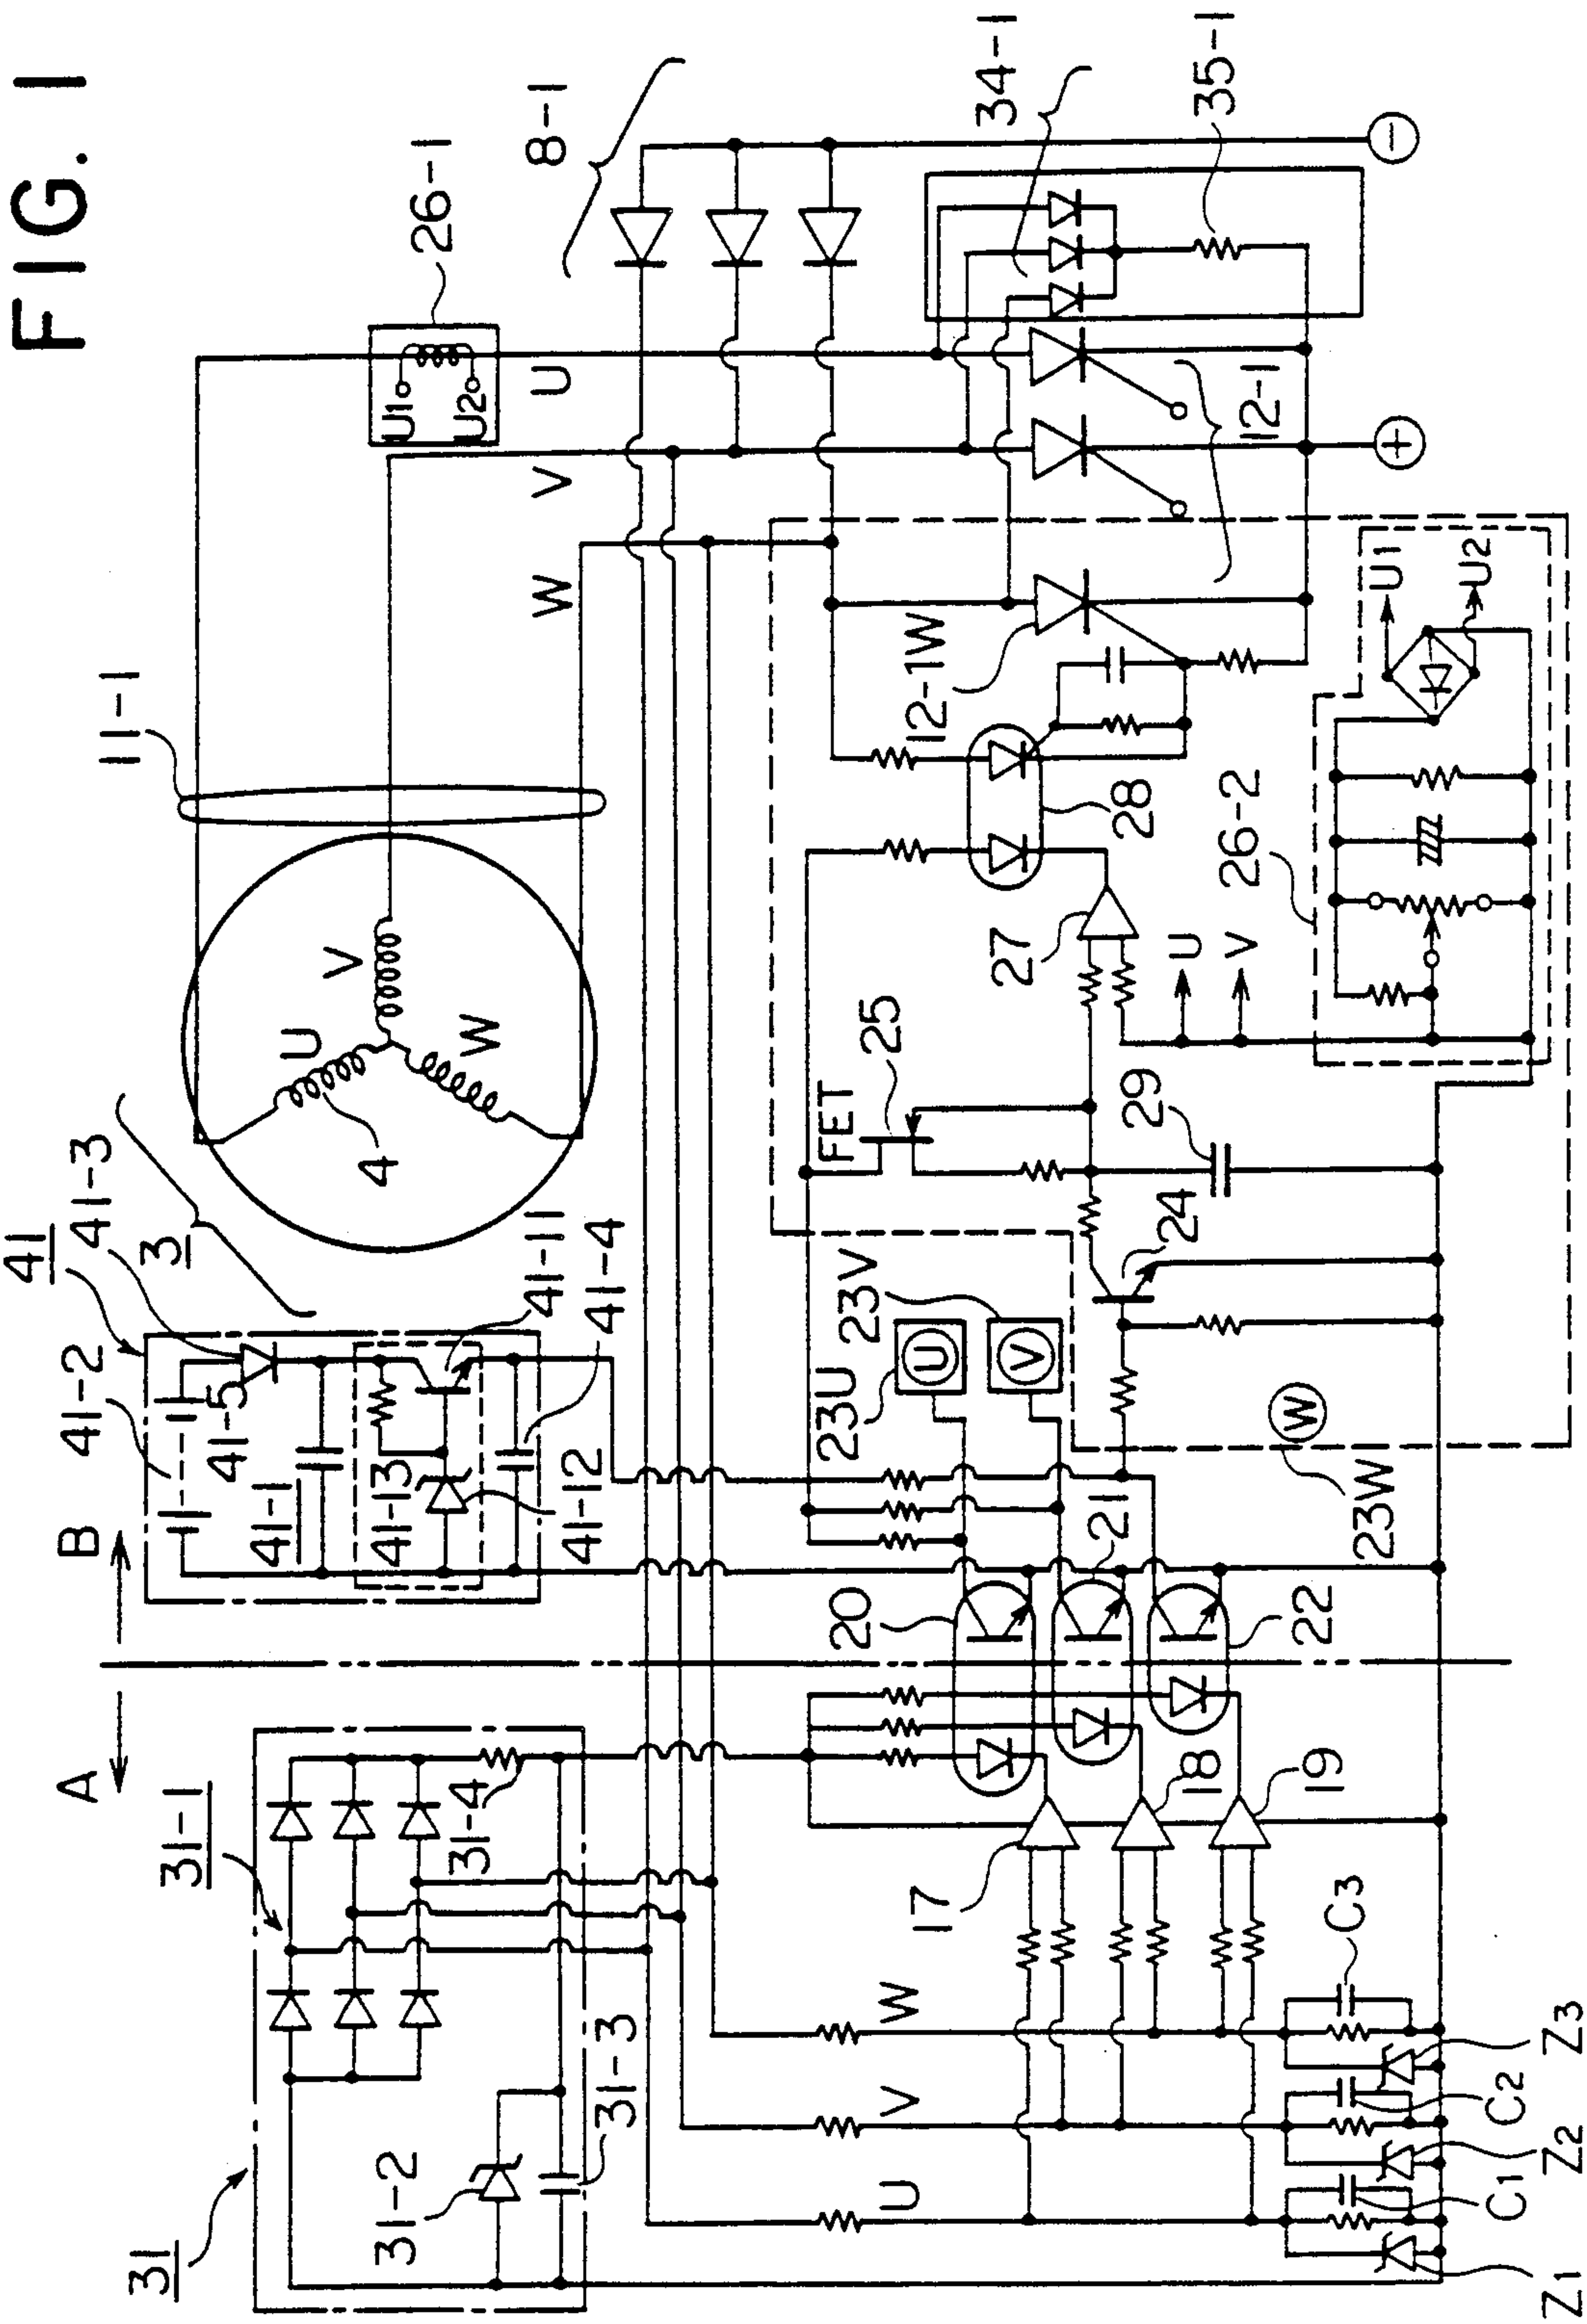 FIG. 1
11-1
26-1
8-1
U1
U2
U
V
W
U
V
W
4
3
34-1
35-1
12-1
12-1W
⊖
⊕
41
41-3
41-2
41-5
41-1
41-11
41-4
41-13
41-12
B
A
28
27
U
V
26-2
U1
U2
FET
25
29
24
23V
23U
U
V
W
23W
20
21
22
31-1
31
31-4
31-2
31-3
17
18
19
W
V
U
C3
Z3
C2
Z2
C1
Z1